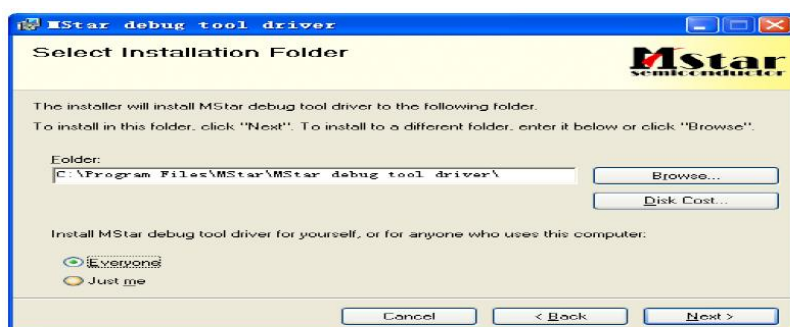 MStar debug tool driver
Select Installation Folder
MStar
semiconductor
The installer will install MStar debug tool driver to the following folder.
To install in this folder, click "Next". To install to a different folder, enter it below or click "Browse".
Folder:
C:\Program Files\MStar\MStar debug tool driver\
Browse...
Disk Cost...
Install MStar debug tool driver for yourself, or for anyone who uses this computer:
Everyone
Just me
Cancel
< Back
Next >